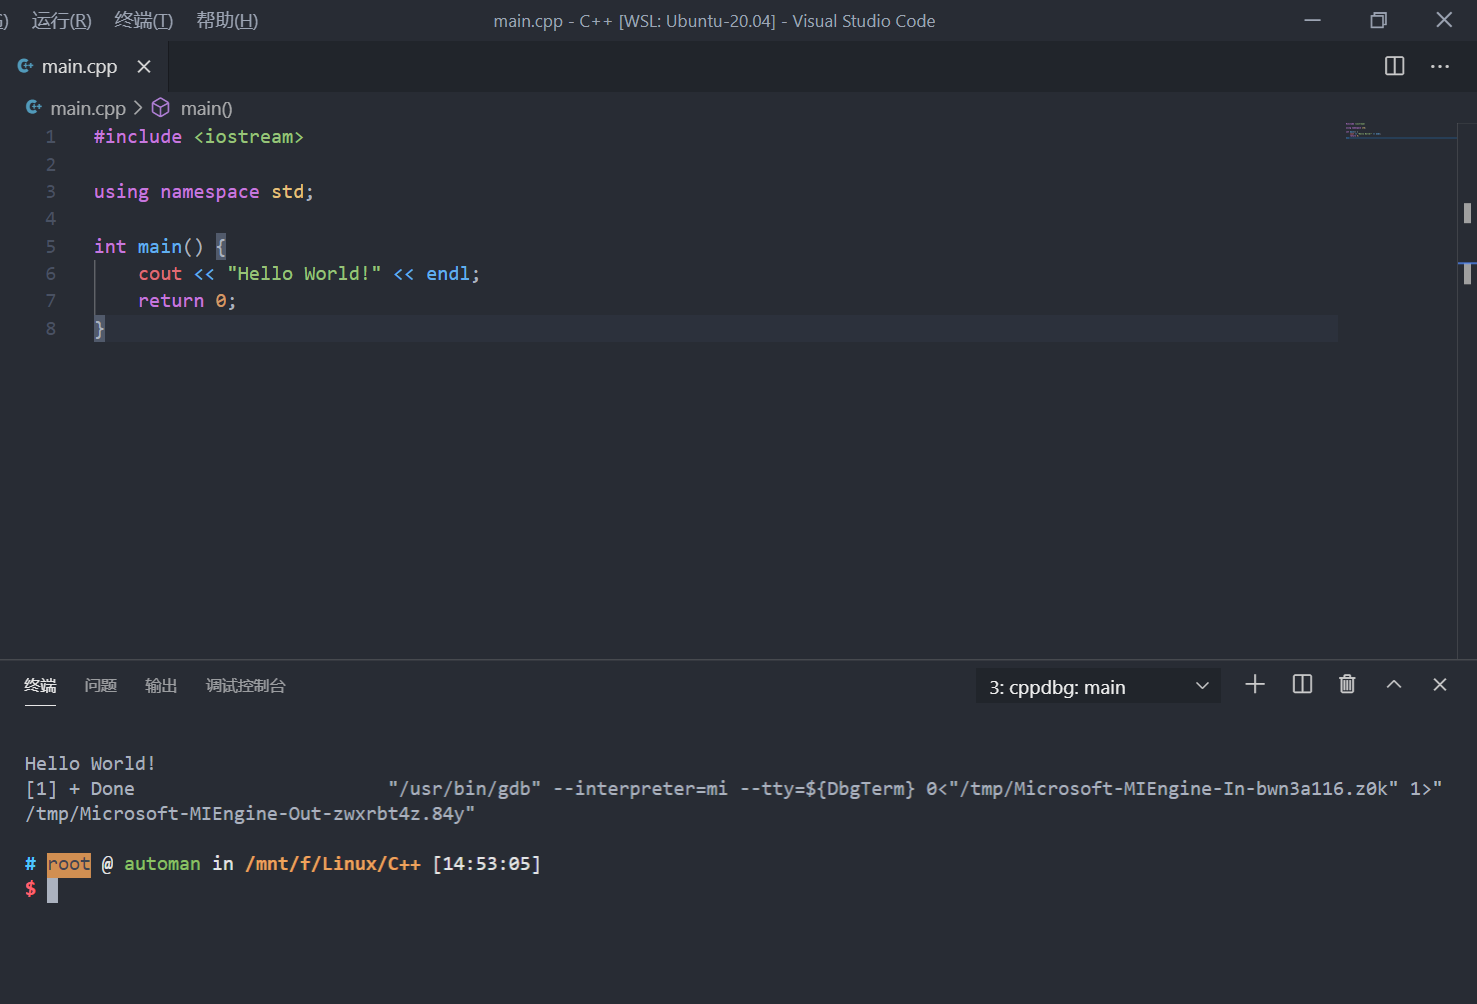 运行(R) 终端(T) 帮助(H) main.cpp - C++ [WSL: Ubuntu-20.04] - Visual Studio Code
main.cpp
main.cpp > main()
1 #include <iostream>
2
3 using namespace std;
4
5 int main() {
6 cout << "Hello World!" << endl;
7 return 0;
8 }
终端 问题 输出 调试控制台 3: cppdbg: main
Hello World!
[1] + Done "/usr/bin/gdb" --interpreter=mi --tty=${DbgTerm} 0<"/tmp/Microsoft-MIEngine-In-bwn3a116.z0k" 1>"
/tmp/Microsoft-MIEngine-Out-zwxrbt4z.84y"
# root @ automan in /mnt/f/Linux/C++ [14:53:05]
$